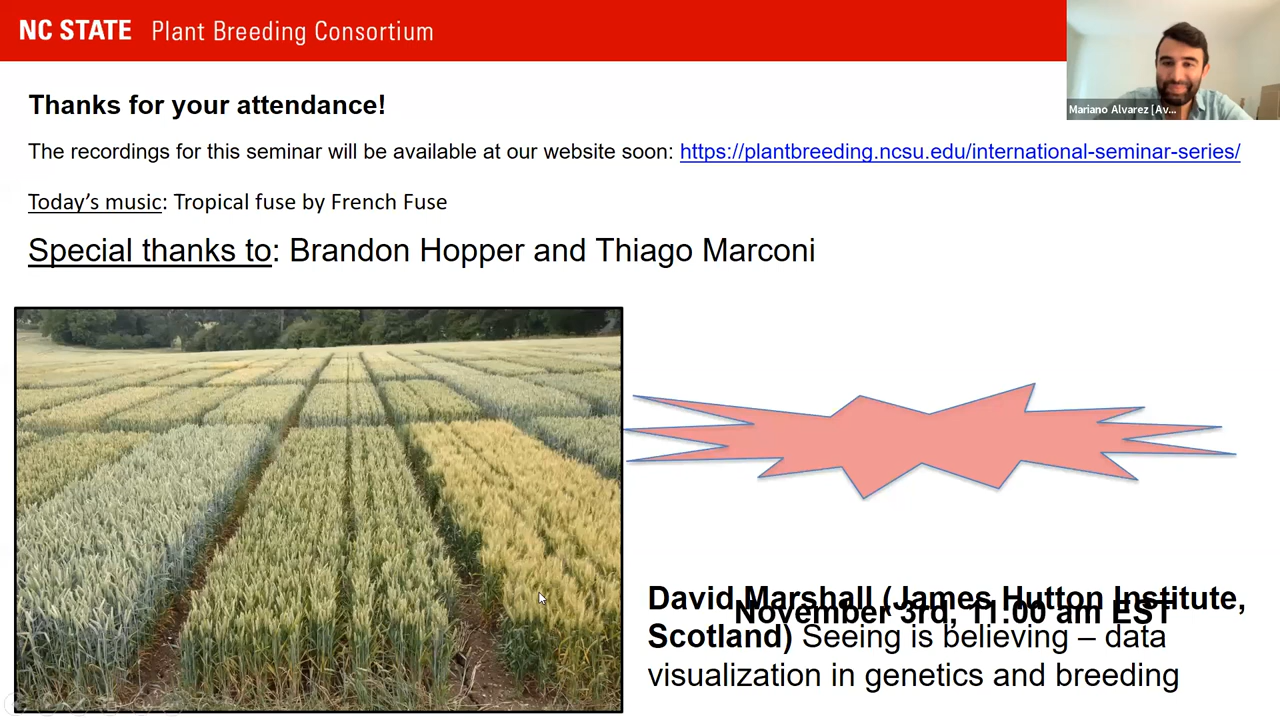 NC STATE Plant Breeding Consortium
Mariano Alvarez [Av...
Thanks for your attendance!
The recordings for this seminar will be available at our website soon: https://plantbreeding.ncsu.edu/international-seminar-series/
Today’s music: Tropical fuse by French Fuse
Special thanks to: Brandon Hopper and Thiago Marconi
David Marshall (James Hutton Institute,
November 3rd, 11:00 am EST
Scotland) Seeing is believing – data
visualization in genetics and breeding